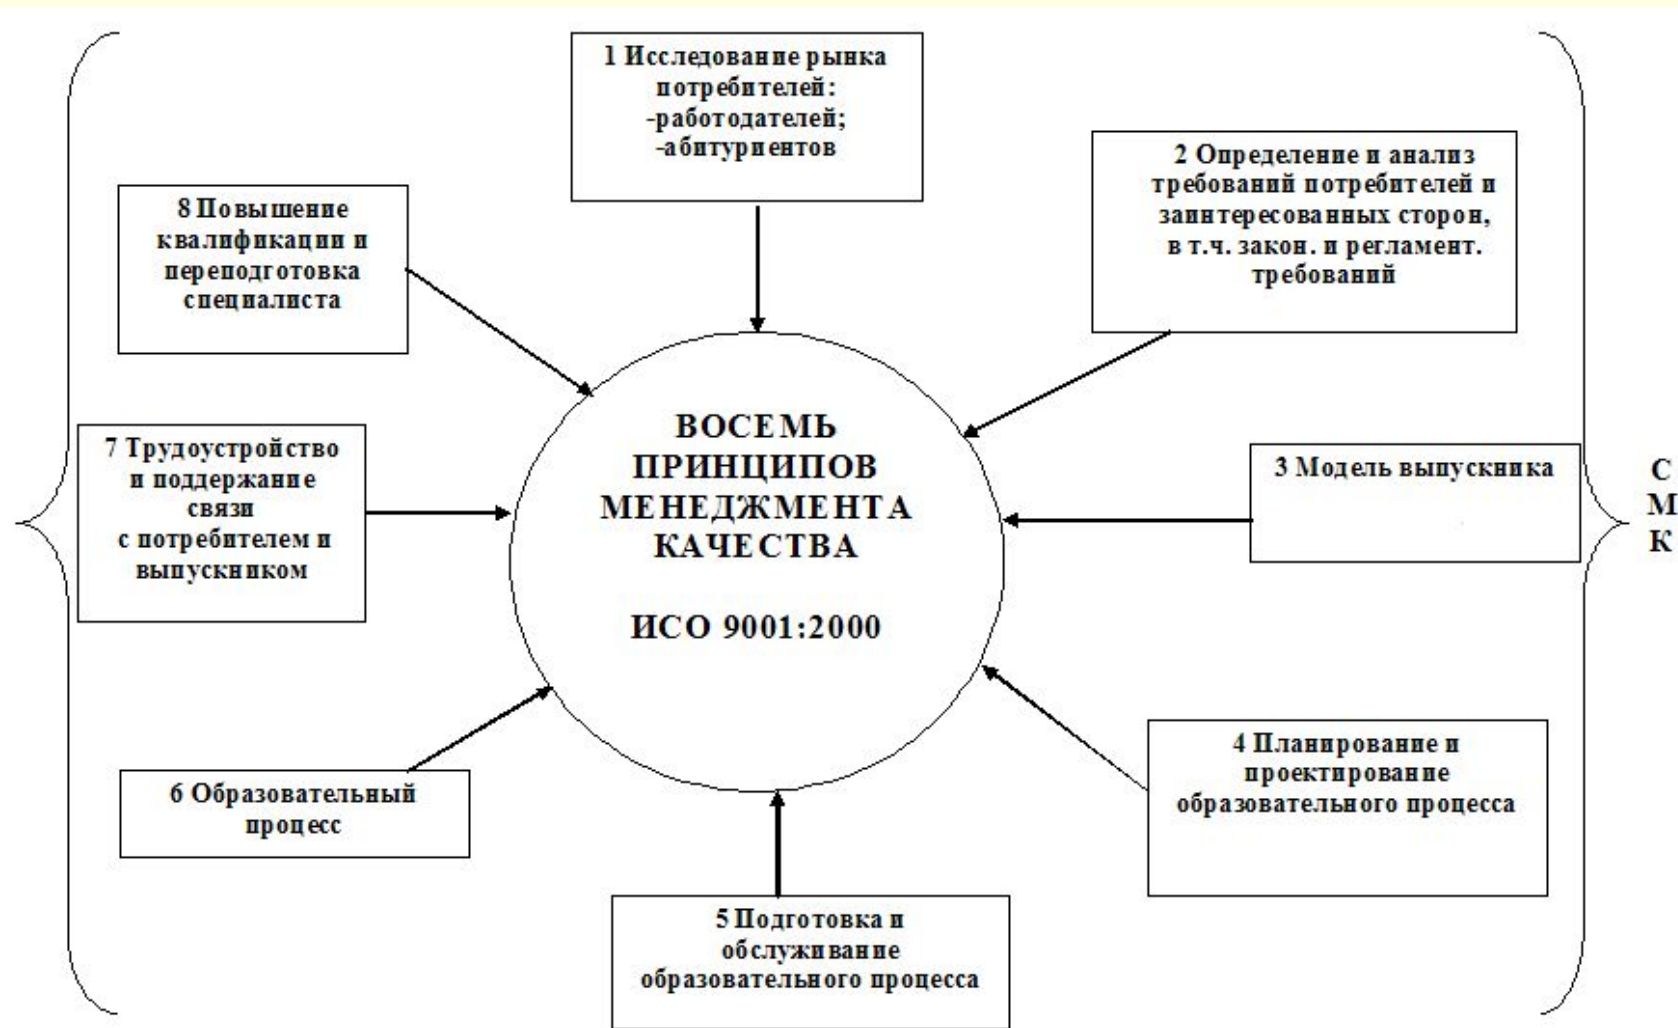 1 Исследование рынка
потребителей:
-работодателей;
-абитуриентов
2 Определение и анализ
требований потребителей и
заинтересованных сторон,
в т.ч. закон. и регламент.
требований
3 Модель выпускника
4 Планирование и
проектирование
образовательного процесса
5 Подготовка и
обслуживание
образовательного процесса
6 Образовательный
процесс
7 Трудоустройство
и поддержание
связи
с потребителем и
выпускником
8 Повышение
квалификации и
переподготовка
специалиста
ВОСЕМЬ
ПРИНЦИПОВ
МЕНЕДЖМЕНТА
КАЧЕСТВА
ИСО 9001:2000
С
М
К